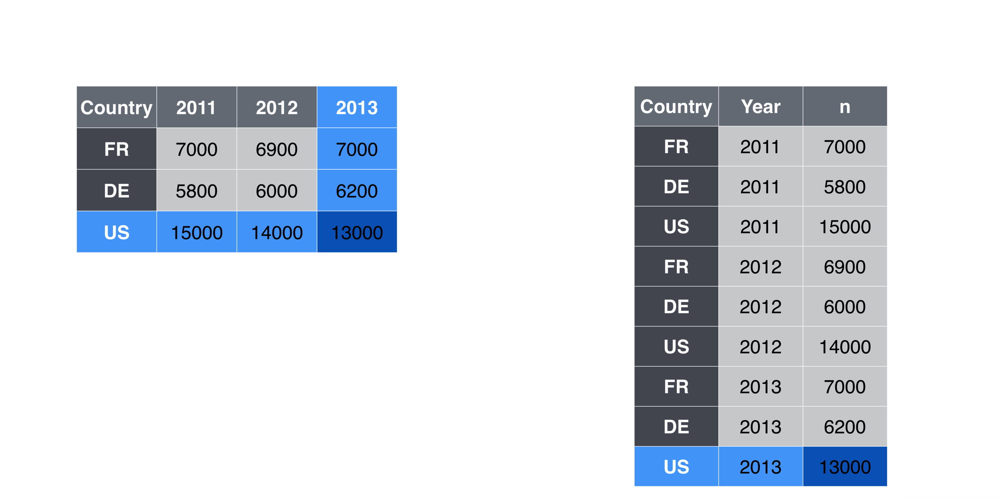 Country 2011 2012 2013
FR 7000 6900 7000
DE 5800 6000 6200
US 15000 14000 13000
Country Year n
FR 2011 7000
DE 2011 5800
US 2011 15000
FR 2012 6900
DE 2012 6000
US 2012 14000
FR 2013 7000
DE 2013 6200
US 2013 13000